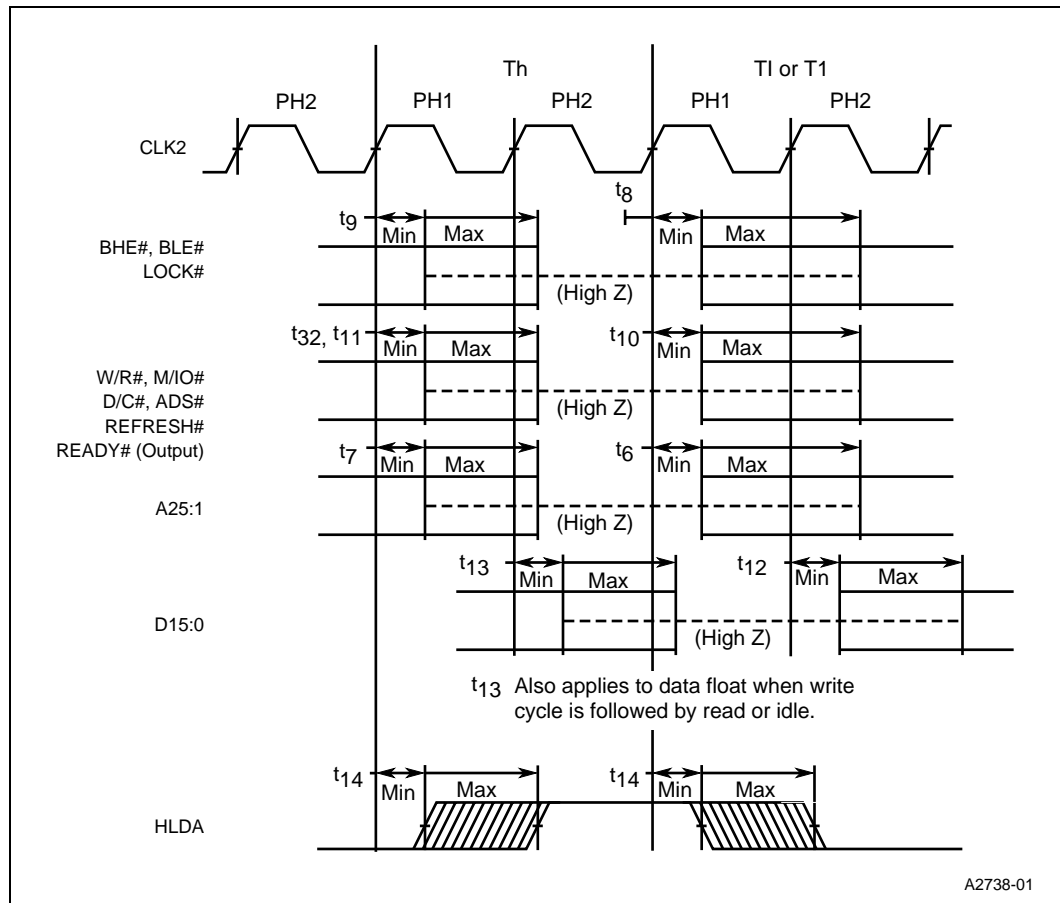 Th TI or T1
PH2 PH1 PH2 PH1 PH2
CLK2
t8
t9 Min Max Min Max
BHE#, BLE#
LOCK#
(High Z)
t32, t11 Min Max t10 Min Max
W/R#, M/IO#
D/C#, ADS#
(High Z)
REFRESH#
READY# (Output)
t7 Min Max t6 Min Max
A25:1
(High Z)
t13 Min Max t12 Min Max
D15:0
(High Z)
t13 Also applies to data float when write
cycle is followed by read or idle.
t14 Min Max t14 Min Max
HLDA
A2738-01